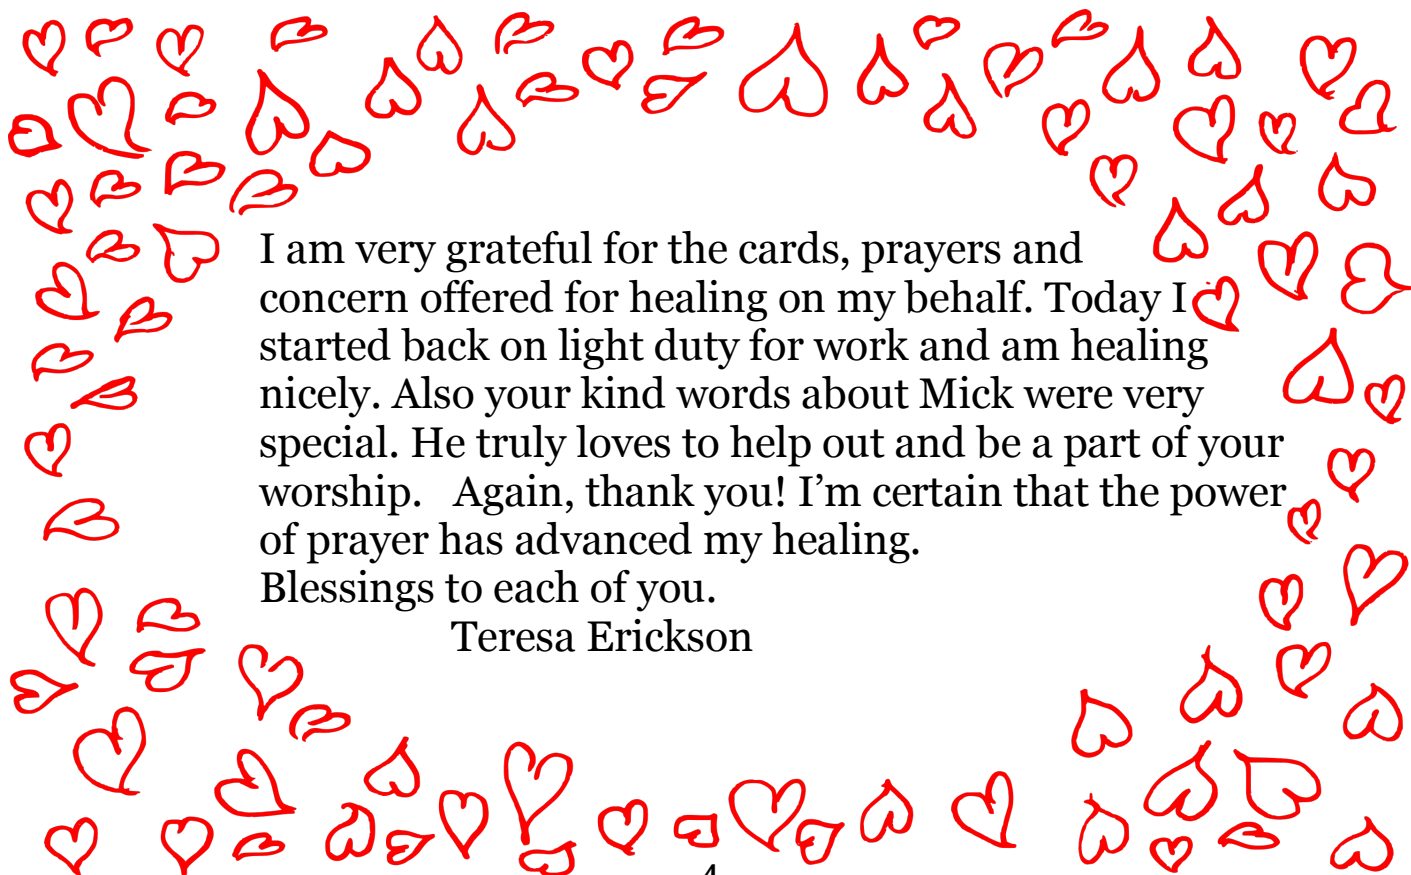 I am very grateful for the cards, prayers and
concern offered for healing on my behalf. Today I
started back on light duty for work and am healing
nicely. Also your kind words about Mick were very
special. He truly loves to help out and be a part of your
worship.   Again, thank you! I’m certain that the power
of prayer has advanced my healing.
Blessings to each of you.
Teresa Erickson
4